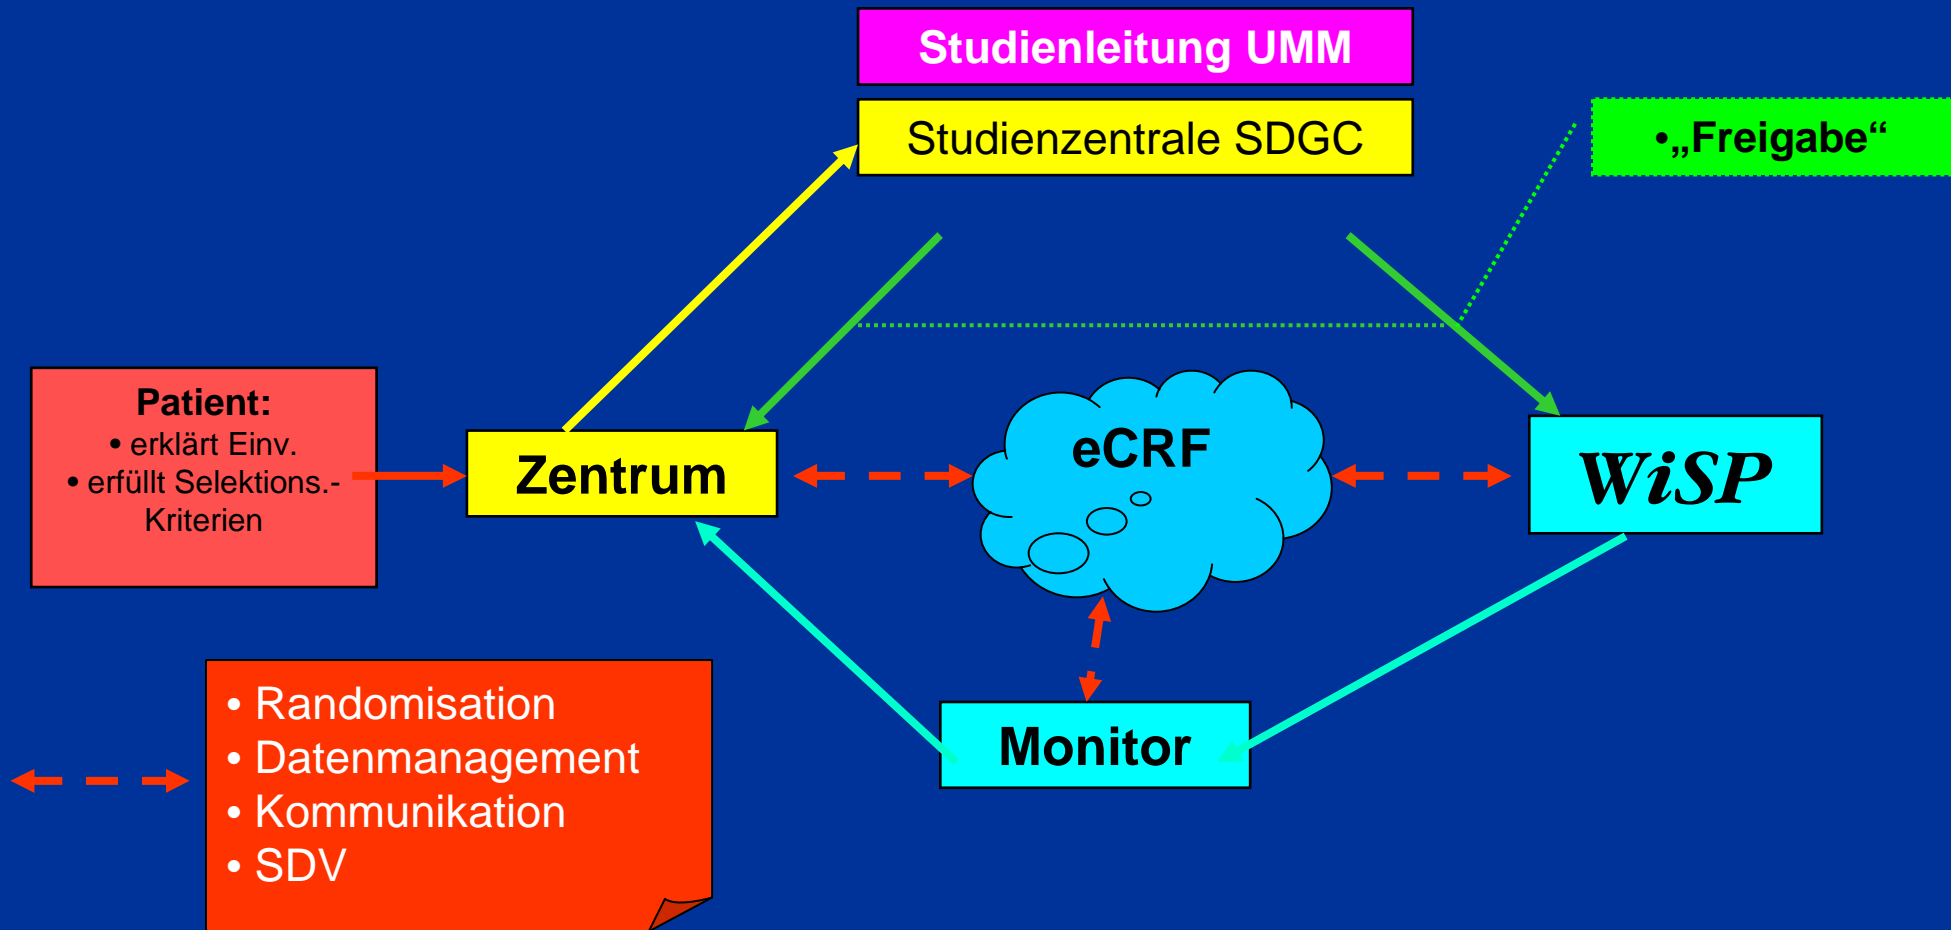 Studienleitung UMM
Studienzentrale SDGC
•„Freigabe“
Patient:
• erklärt Einv.
• erfüllt Selektions.-
Kriterien
Zentrum
eCRF
WiSP
Monitor
• Randomisation
• Datenmanagement
• Kommunikation
• SDV